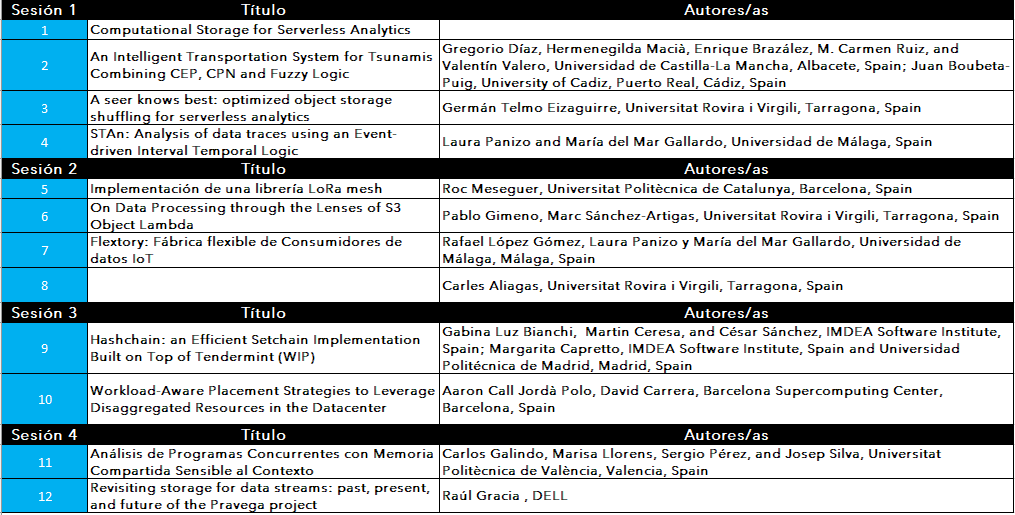 Sesión 1 Título Autores/as
1 Computational Storage for Serverless Analytics
2 An Intelligent Transportation System for Tsunamis
Combining CEP, CPN and Fuzzy Logic
Gregorio Díaz, Hermenegilda Macià, Enrique Brazález, M. Carmen Ruiz, and
Valentín Valero, Universidad de Castilla-La Mancha, Albacete, Spain; Juan Boubeta-
Puig, University of Cadiz, Puerto Real, Cádiz, Spain
3 A seer knows best: optimized object storage
shuffling for serverless analytics
Germán Telmo Eizaguirre, Universitat Rovira i Virgili, Tarragona, Spain
4 STAn: Analysis of data traces using an Event-
driven Interval Temporal Logic
Laura Panizo and María del Mar Gallardo, Universidad de Málaga, Spain
Sesión 2 Título Autores/as
5 Implementación de una librería LoRa mesh Roc Meseguer, Universitat Politècnica de Catalunya, Barcelona, Spain
6 On Data Processing through the Lenses of S3
Object Lambda
Pablo Gimeno, Marc Sánchez-Artigas, Universitat Rovira i Virgili, Tarragona, Spain
7 Flextory: Fábrica flexible de Consumidores de
datos IoT
Rafael López Gómez, Laura Panizo y María del Mar Gallardo, Universidad de
Málaga, Málaga, Spain
8 Carles Aliagas, Universitat Rovira i Virgili, Tarragona, Spain
Sesión 3 Título Autores/as
9 Hashchain: an Efficient Setchain Implementation
Built on Top of Tendermint (WIP)
Gabina Luz Bianchi, Martin Ceresa, and César Sánchez, IMDEA Software Institute,
Spain; Margarita Capretto, IMDEA Software Institute, Spain and Universidad
Politécnica de Madrid, Madrid, Spain
10 Workload-Aware Placement Strategies to Leverage
Disaggregated Resources in the Datacenter
Aaron Call Jordà Polo, David Carrera, Barcelona Supercomputing Center,
Barcelona, Spain
Sesión 4 Título Autores/as
11 Análisis de Programas Concurrentes con Memoria
Compartida Sensible al Contexto
Carlos Galindo, Marisa Llorens, Sergio Pérez, and Josep Silva, Universitat
Politècnica de València, Valencia, Spain
12 Revisiting storage for data streams: past, present,
and future of the Pravega project
Raúl Gracia , DELL